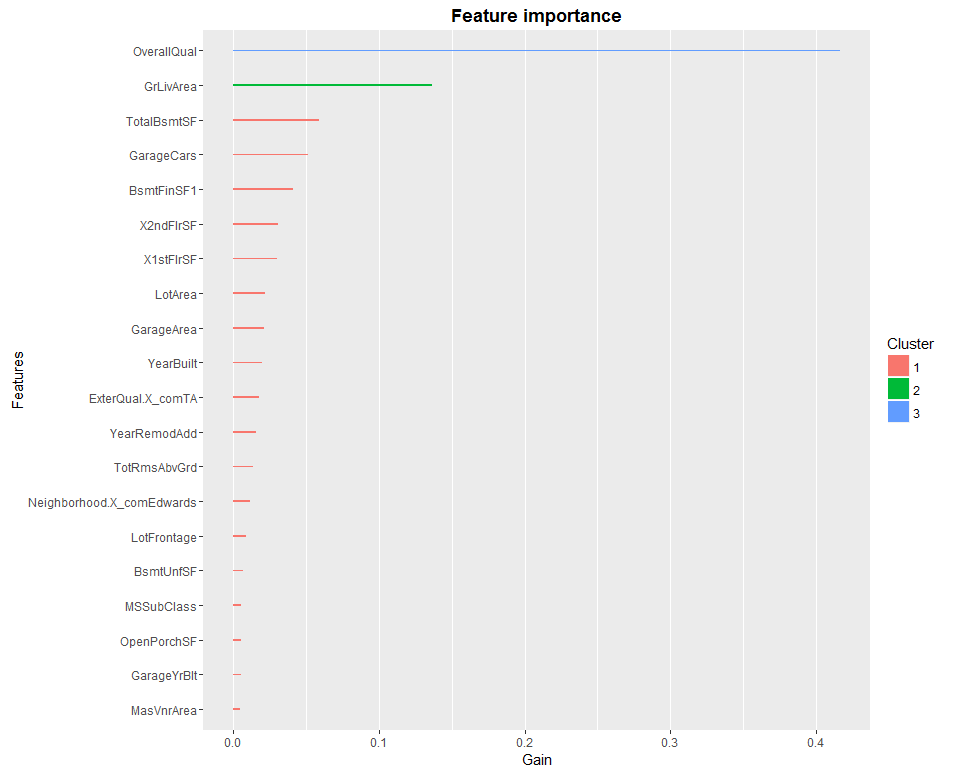 Feature importance
OverallQual
GrLivArea
TotalBsmtSF
GarageCars
BsmtFinSF1
X2ndFlrSF
X1stFlrSF
LotArea
GarageArea
YearBuilt
ExterQual.X_comTA
YearRemodAdd
TotRmsAbvGrd
Neighborhood.X_comEdwards
LotFrontage
BsmtUnfSF
MSSubClass
OpenPorchSF
GarageYrBlt
MasVnrArea
Features
0.0 0.1 0.2 0.3 0.4
Gain
Cluster
1
2
3